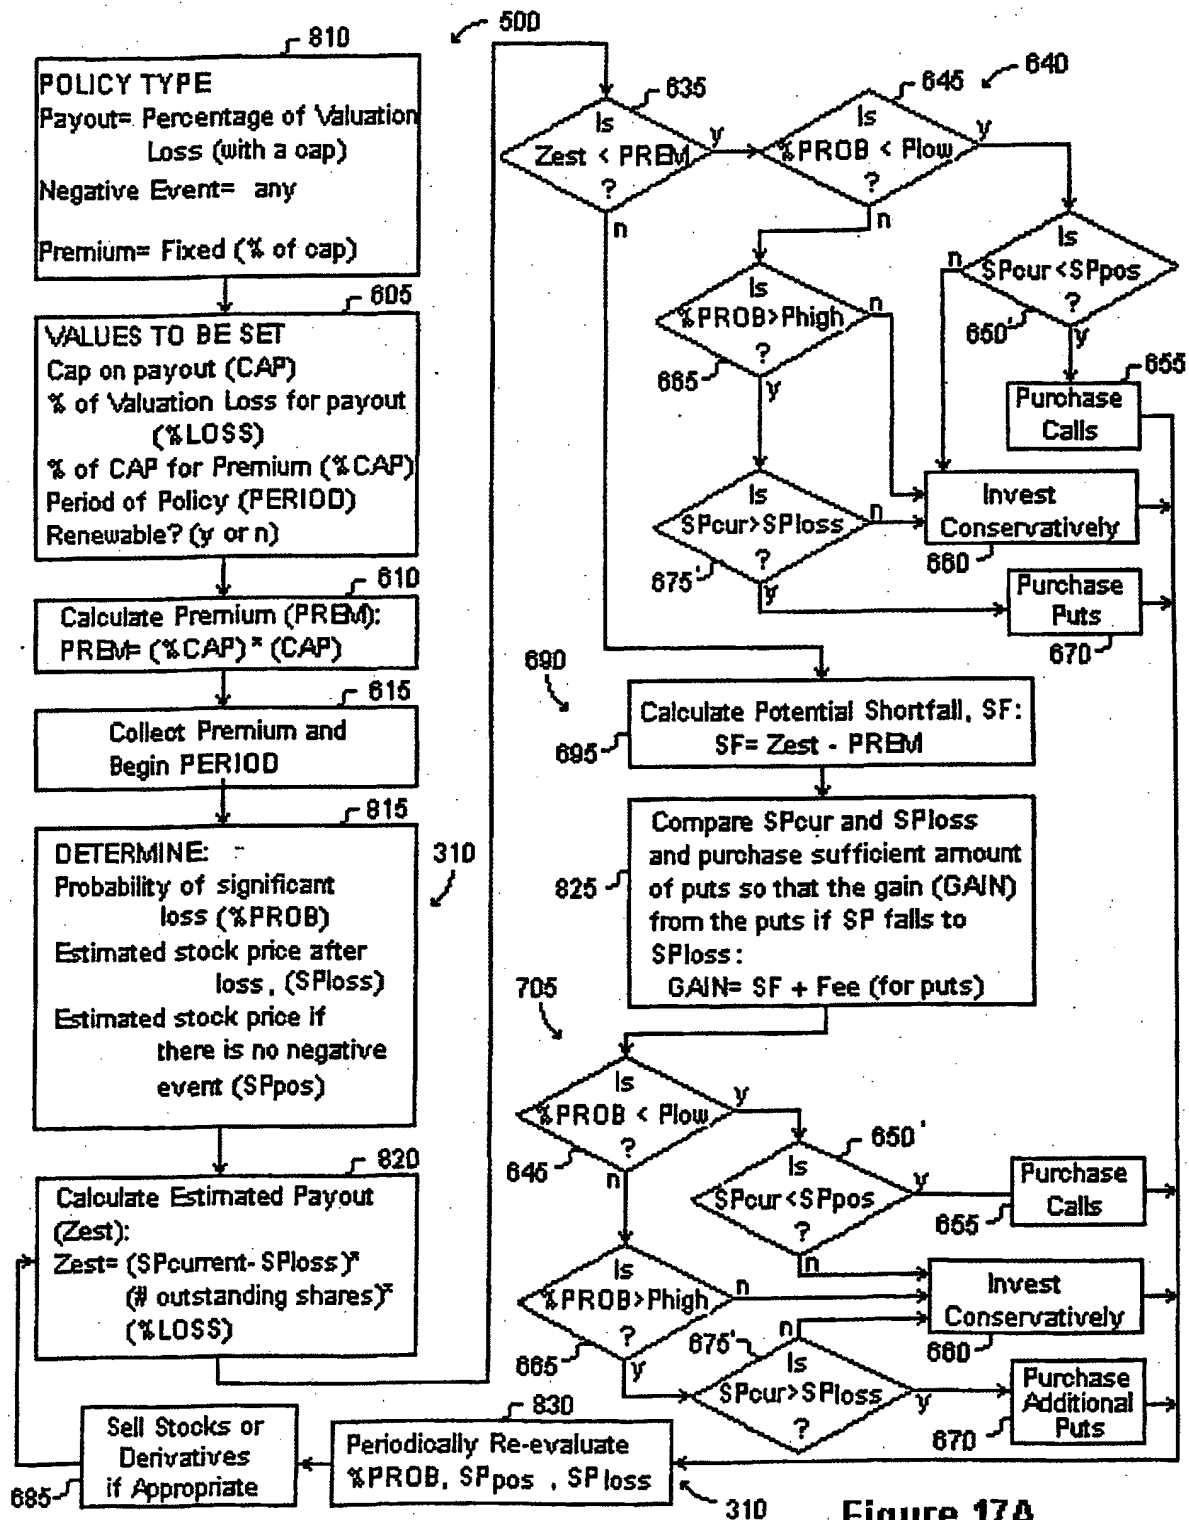 810
POLICY TYPE
Payout= Percentage of Valuation
Loss (with a cap)
Negative Event= any
Premium= Fixed (% of cap)
605
VALUES TO BE SET
Cap on payout (CAP)
% of Valuation Loss for payout
(%LOSS)
% of CAP for Premium (%CAP)
Period of Policy (PERIOD)
Renewable? (y or n)
610
Calculate Premium (PREM):
PREM= (%CAP)* (CAP)
615
Collect Premium and
Begin PERIOD
815
DETERMINE:
Probability of significant
loss (%PROB)
Estimated stock price after
loss, (SPloss)
Estimated stock price if
there is no negative
event (SPpos)
310
820
Calculate Estimated Payout
(Zest):
Zest= (SPcurrent-SPloss)*
(# outstanding shares)*
(%LOSS)
500
635
Is
Zest < PREM
?
y
n
640
645
Is
%PROB < Plow
?
y
n
Is
SPcur<SPpos
?
650'
n
y
655
Purchase
Calls
Is
%PROB>Phigh
?
665
n
y
Is
SPcur>SPloss
?
675'
n
y
Invest
Conservatively
660
Purchase
Puts
670
690
Calculate Potential Shortfall, SF:
SF= Zest - PREM
695
Compare SPcur and SPloss
and purchase sufficient amount
of puts so that the gain (GAIN)
from the puts if SP falls to
SPloss:
GAIN= SF + Fee (for puts)
825
705
Is
%PROB < Plow
?
645
y
n
650'
Is
SPcur<SPpos
?
y
n
Purchase
Calls
655
Is
%PROB>Phigh
?
665
n
y
Invest
Conservatively
660
675'
n
Is
SPcur>SPloss
?
y
Purchase
Additional
Puts
670
830
Periodically Re-evaluate
%PROB, SPpos , SPloss
310
Sell Stocks or
Derivatives
if Appropriate
685
Figure 17A